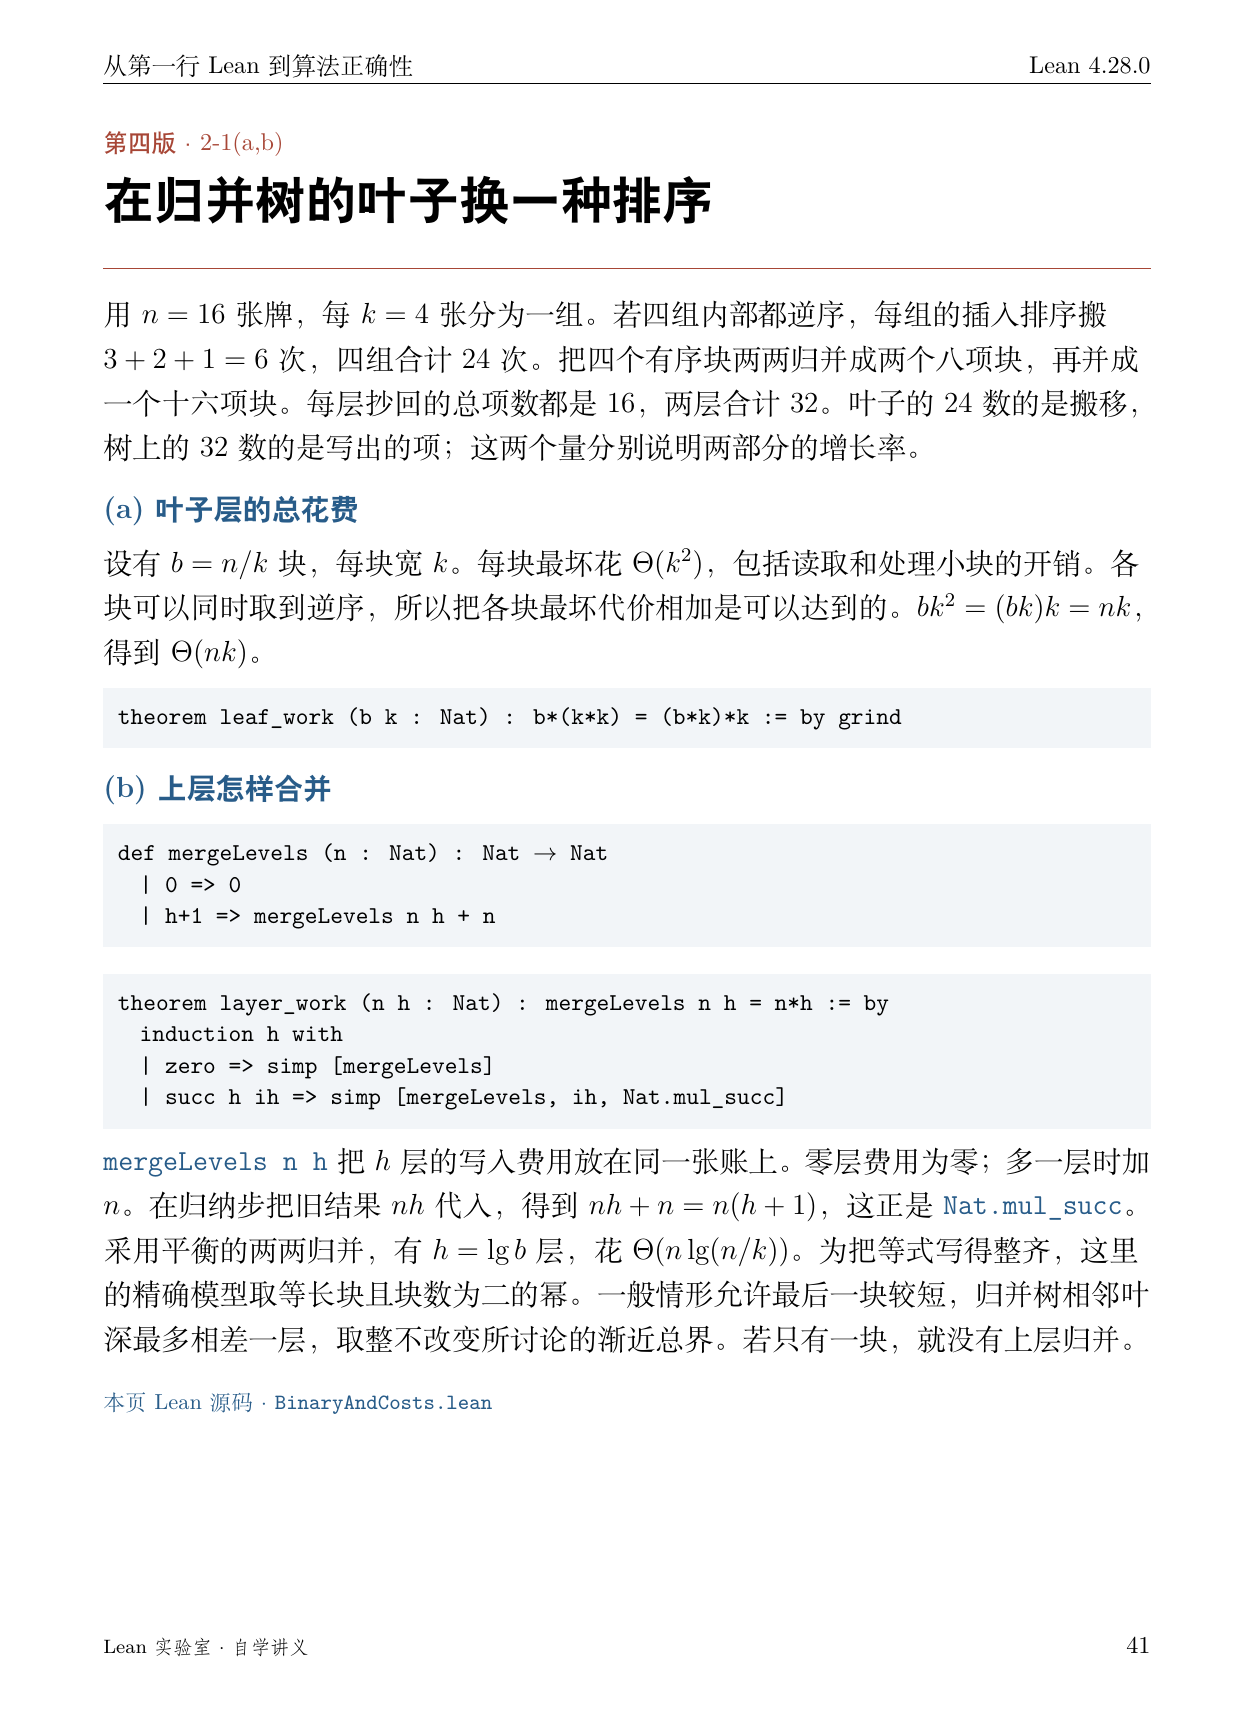 从第一行 Lean 到算法正确性
Lean 4.28.0
第四版 · 2-1(a,b)
在归并树的叶子换一种排序
用 n = 16 张牌，每 k = 4 张分为一组。若四组内部都逆序，每组的插入排序搬
3 + 2 + 1 = 6 次，四组合计 24 次。把四个有序块两两归并成两个八项块，再并成
一个十六项块。每层抄回的总项数都是 16，两层合计 32。叶子的 24 数的是搬移，
树上的 32 数的是写出的项；这两个量分别说明两部分的增长率。
(a) 叶子层的总花费
设有 b = n/k 块，每块宽 k。每块最坏花 Θ(k²)，包括读取和处理小块的开销。各
块可以同时取到逆序，所以把各块最坏代价相加是可以达到的。bk² = (bk)k = nk，
得到 Θ(nk)。
theorem leaf_work (b k : Nat) : b*(k*k) = (b*k)*k := by grind
(b) 上层怎样合并
def mergeLevels (n : Nat) : Nat → Nat
  | 0 => 0
  | h+1 => mergeLevels n h + n
theorem layer_work (n h : Nat) : mergeLevels n h = n*h := by
  induction h with
  | zero => simp [mergeLevels]
  | succ h ih => simp [mergeLevels, ih, Nat.mul_succ]
mergeLevels n h 把 h 层的写入费用放在同一张账上。零层费用为零；多一层时加
n。在归纳步把旧结果 nh 代入，得到 nh + n = n(h + 1)，这正是 Nat.mul_succ。
采用平衡的两两归并，有 h = lg b 层，花 Θ(n lg(n/k))。为把等式写得整齐，这里
的精确模型取等长块且块数为二的幂。一般情形允许最后一块较短，归并树相邻叶
深最多相差一层，取整不改变所讨论的渐近总界。若只有一块，就没有上层归并。
本页 Lean 源码 · BinaryAndCosts.lean
Lean 实验室 · 自学讲义
41